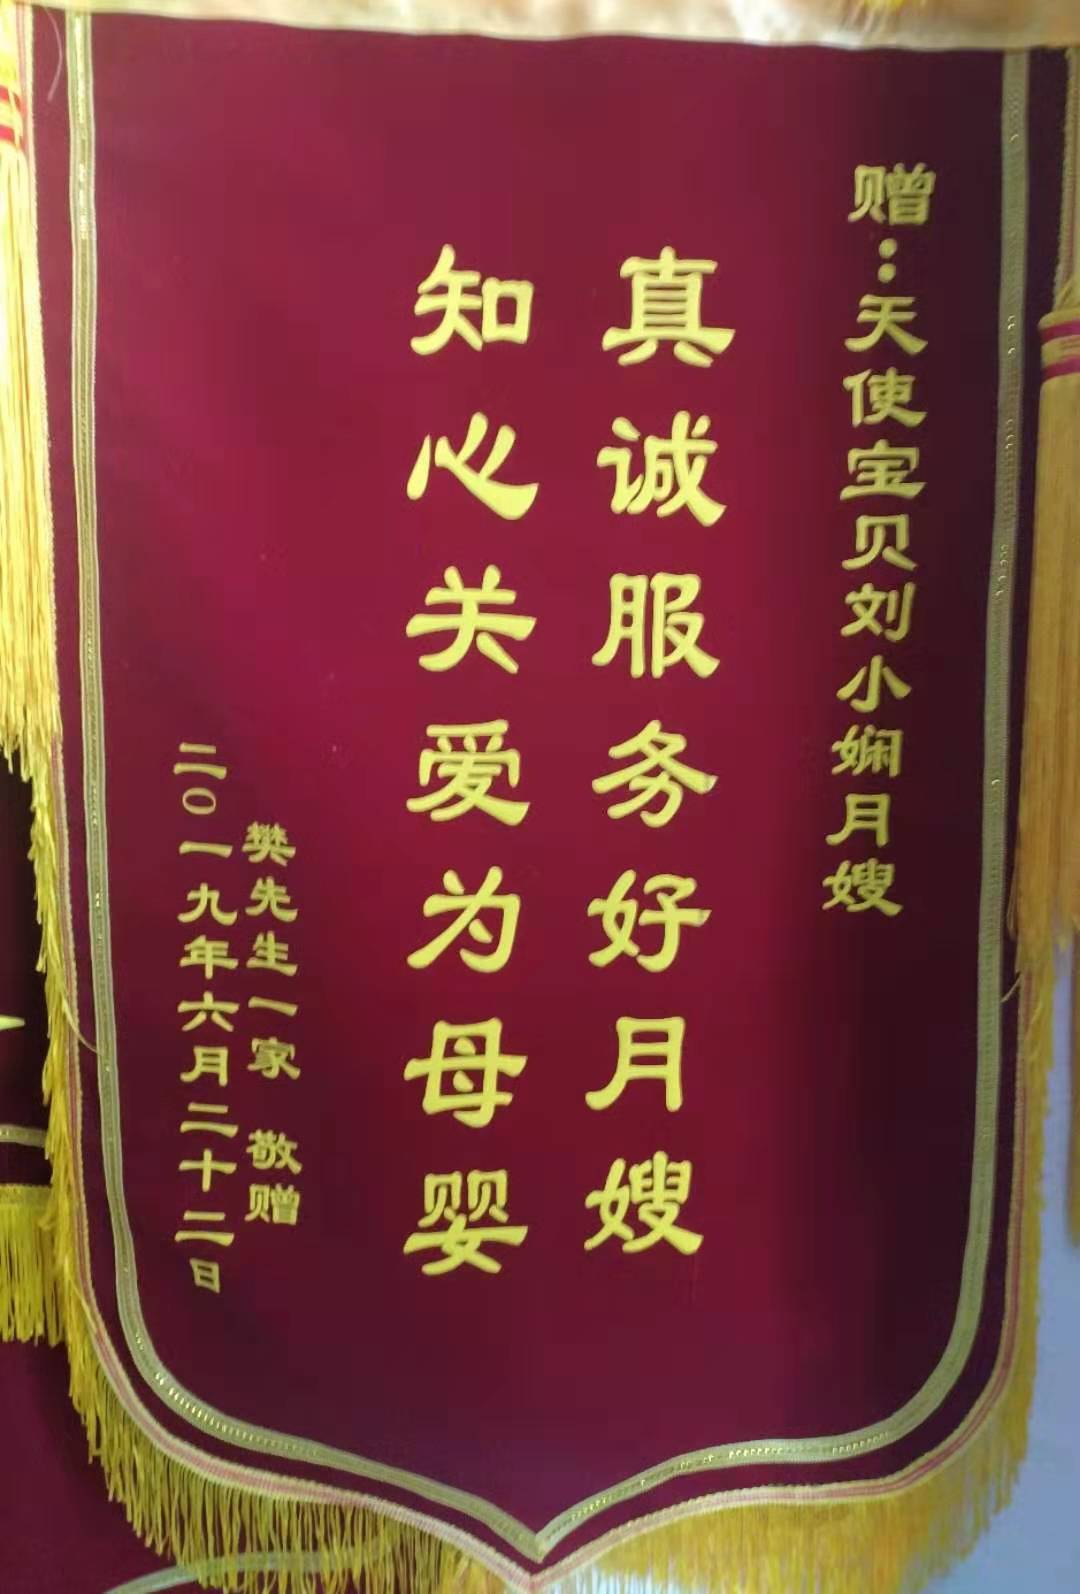 赠:天使宝贝刘小娴月嫂
真诚服务好月嫂
知心关爱为母婴
樊先生一家 敬赠
二〇一九年六月二十二日